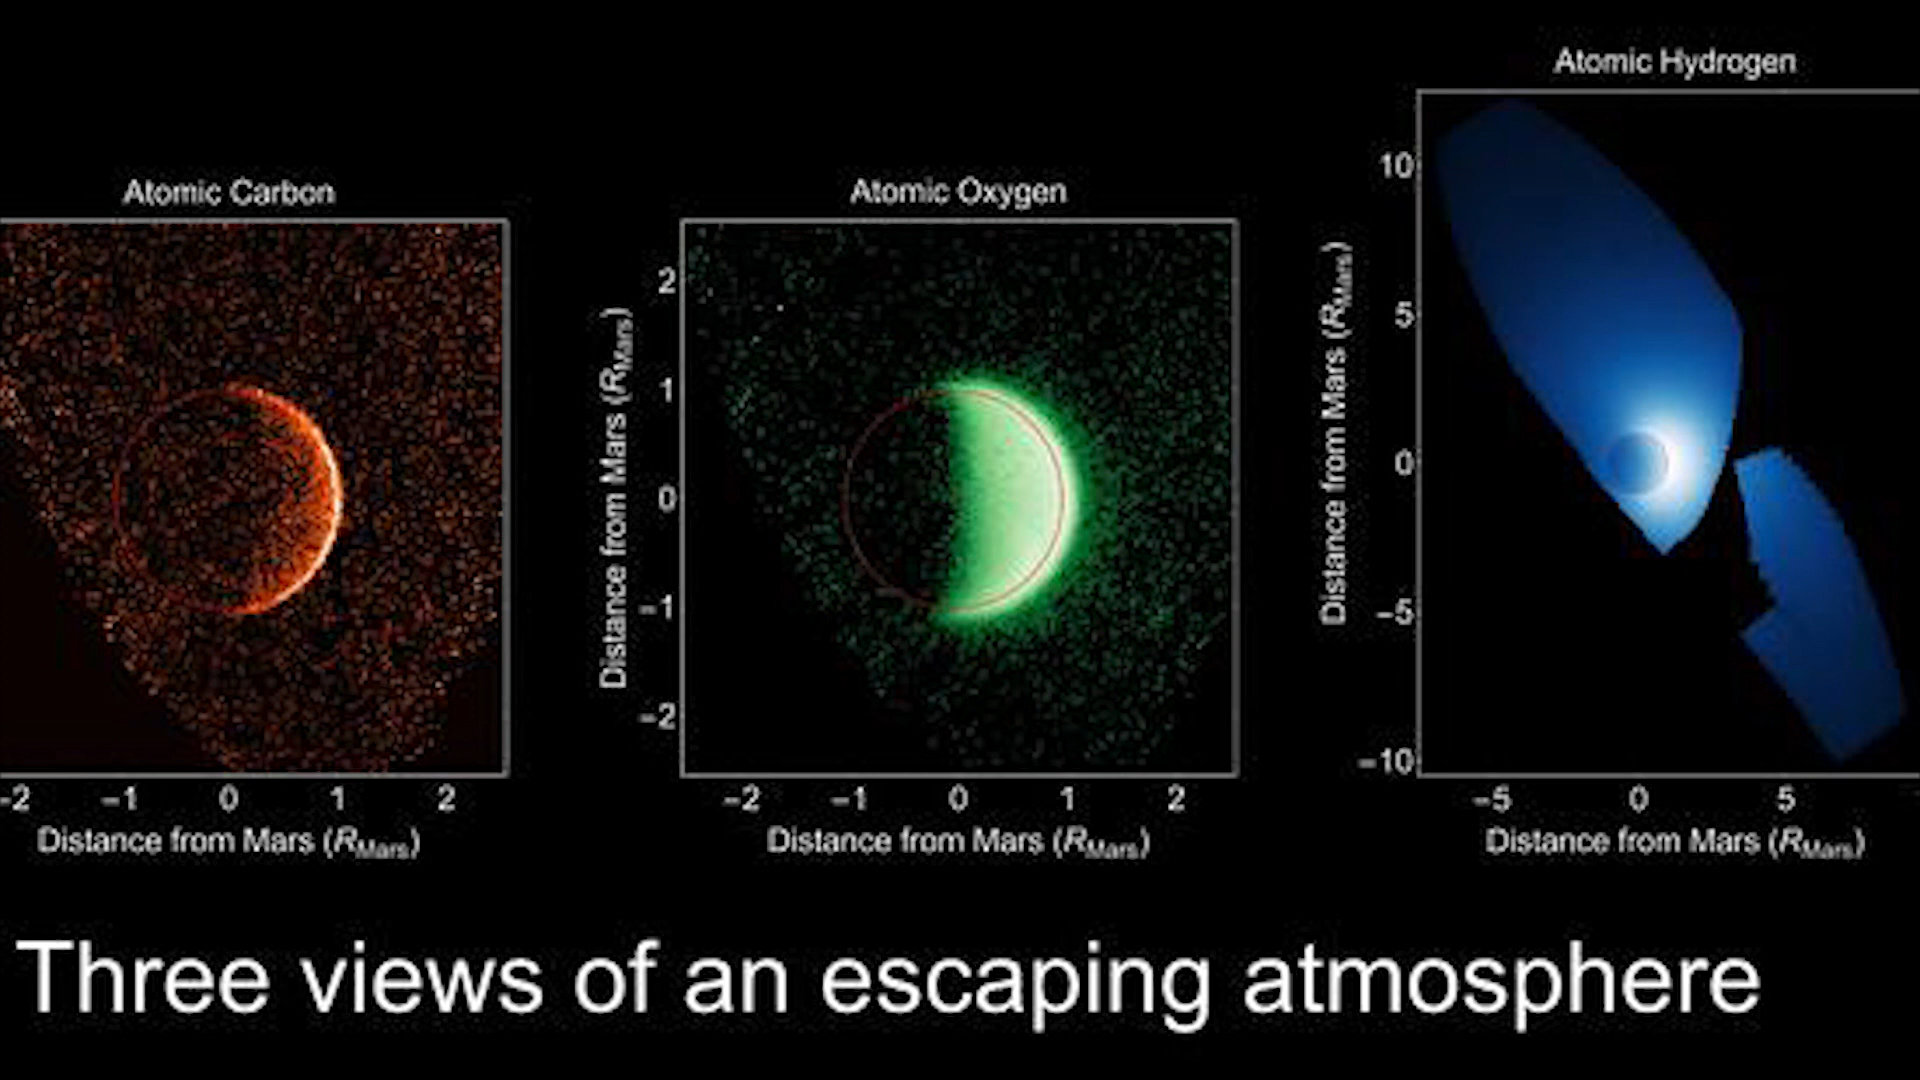 Atomic Hydrogen
Atomic Carbon
Atomic Oxygen
10
5
0
−5
−10
Distance from Mars (RMars)
2
1
0
−1
−2
Distance from Mars (RMars)
−2 −1 0 1 2
−2 −1 0 1 2
−5 0 5
Distance from Mars (RMars)
Distance from Mars (RMars)
Distance from Mars (RMars)
Three views of an escaping atmosphere